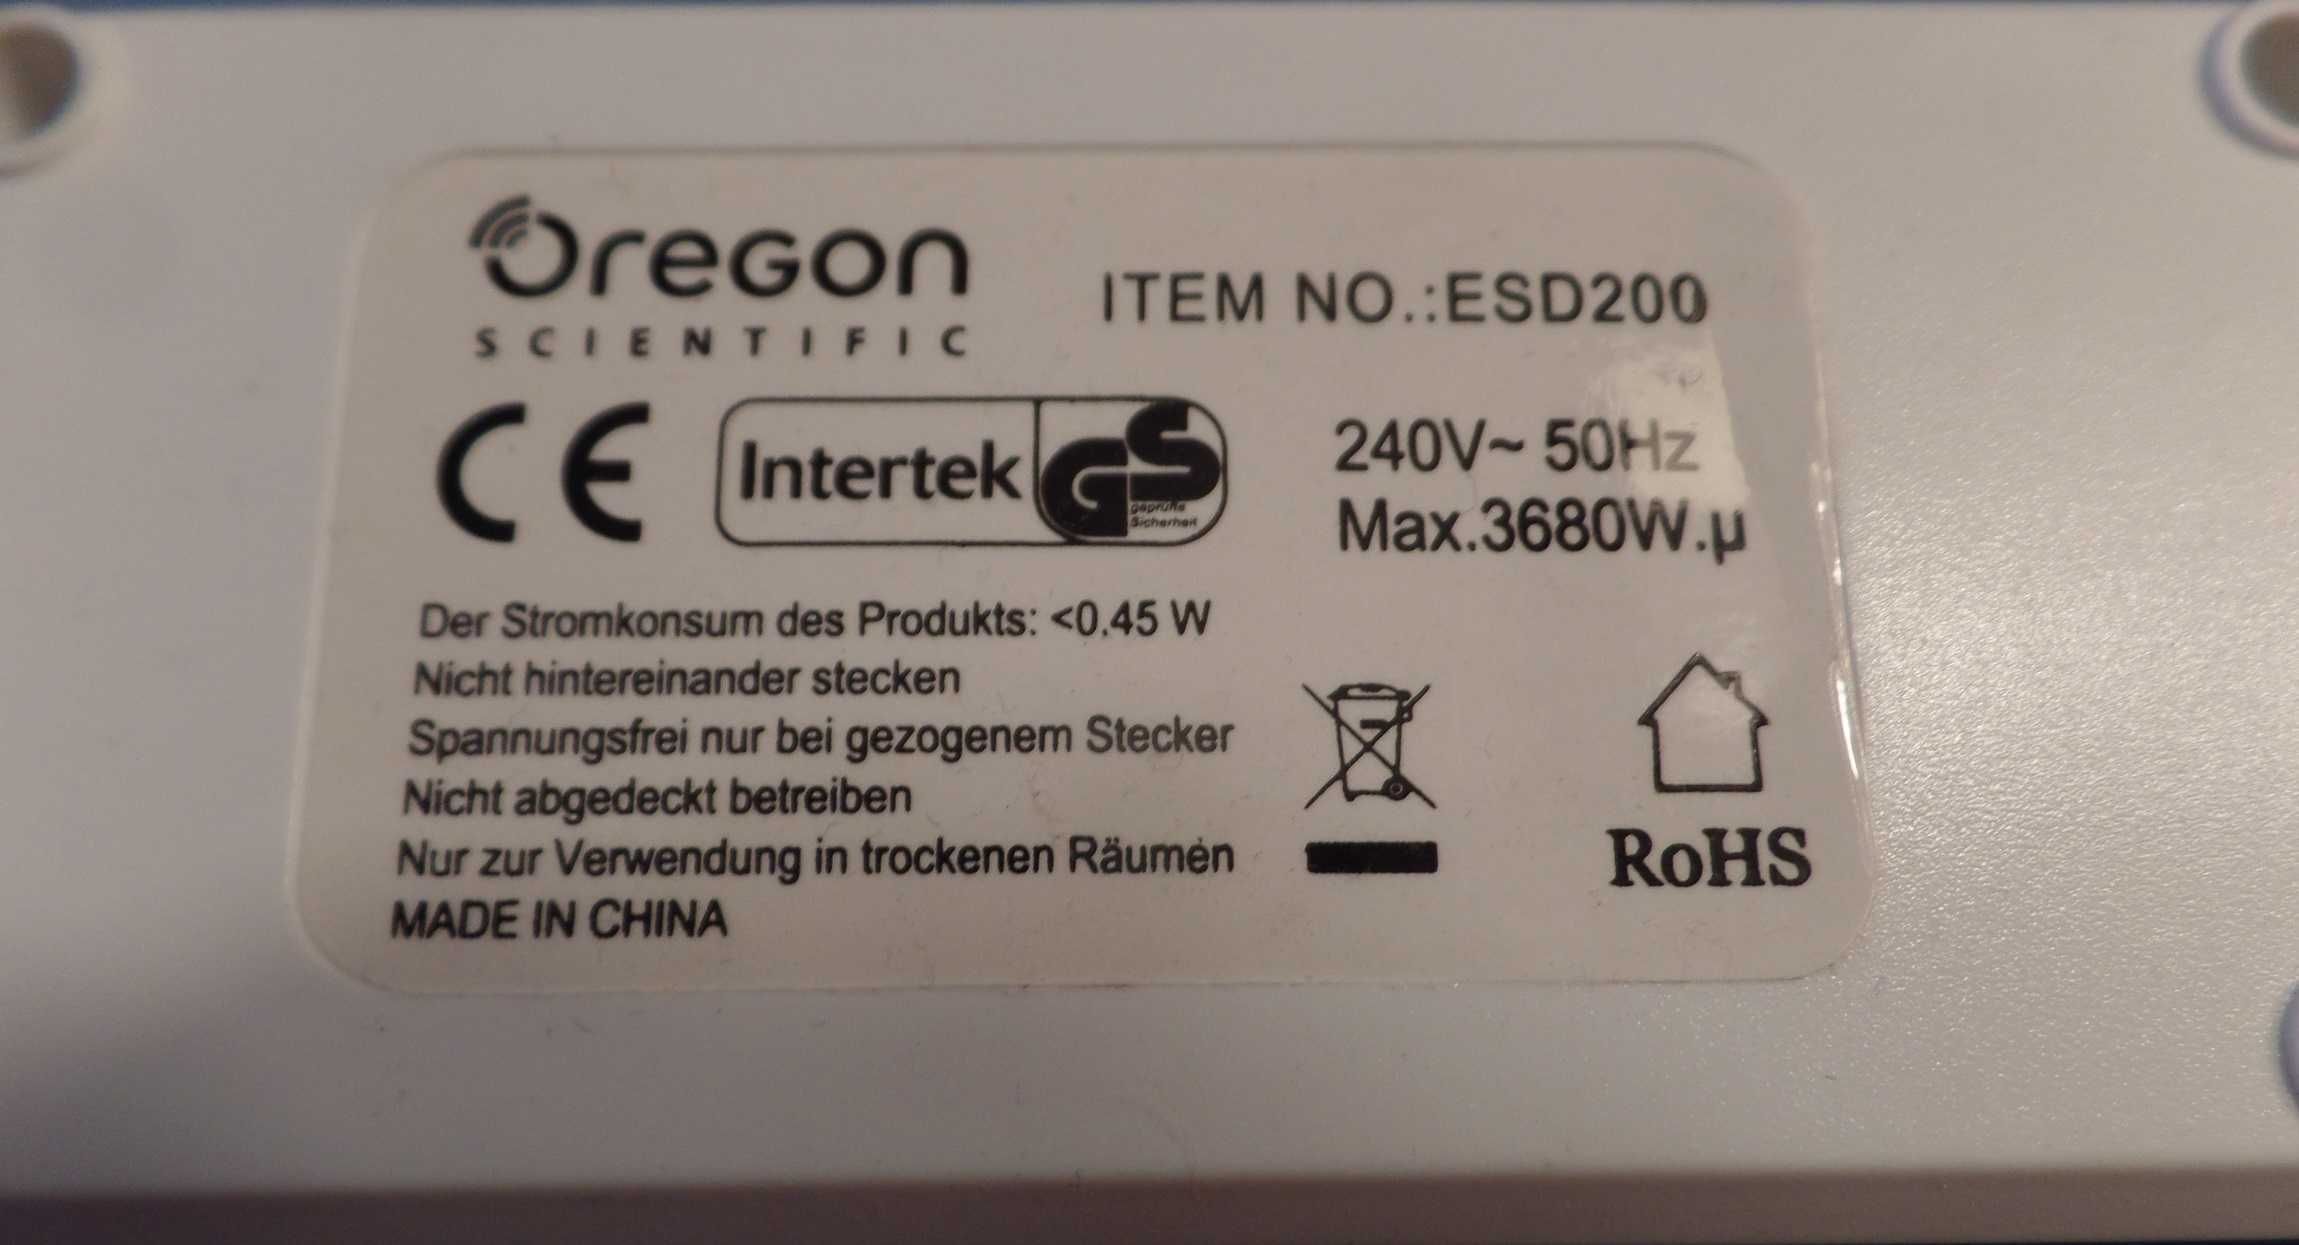 Oregon
SCIENTIFIC
ITEM NO.:ESD200
CE
Intertek
GS
geprüfte
Sicherheit
240V~ 50Hz
Max.3680W.µ
Der Stromkonsum des Produkts: <0.45 W
Nicht hintereinander stecken
Spannungsfrei nur bei gezogenem Stecker
Nicht abgedeckt betreiben
Nur zur Verwendung in trockenen Räumen
MADE IN CHINA
RoHS